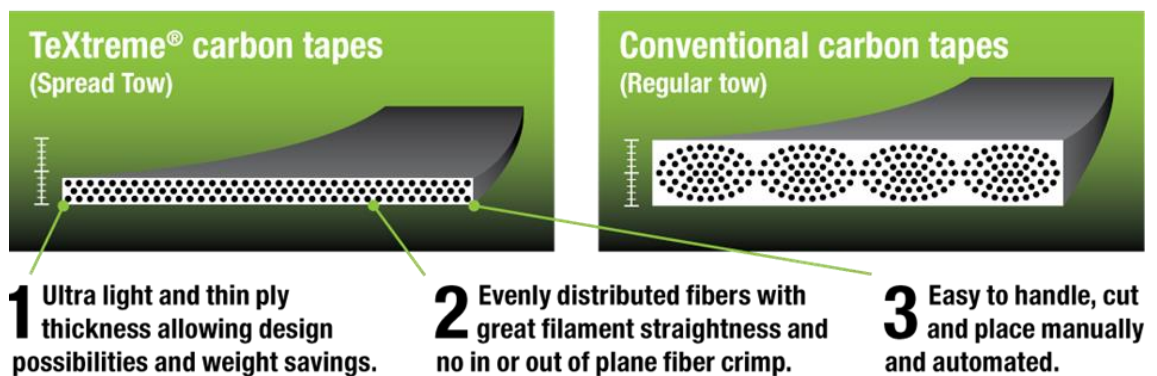 TeXtreme® carbon tapes
(Spread Tow)
Conventional carbon tapes
(Regular tow)
1 Ultra light and thin ply
thickness allowing design
possibilities and weight savings.
2 Evenly distributed fibers with
great filament straightness and
no in or out of plane fiber crimp.
3 Easy to handle, cut
and place manually
and automated.